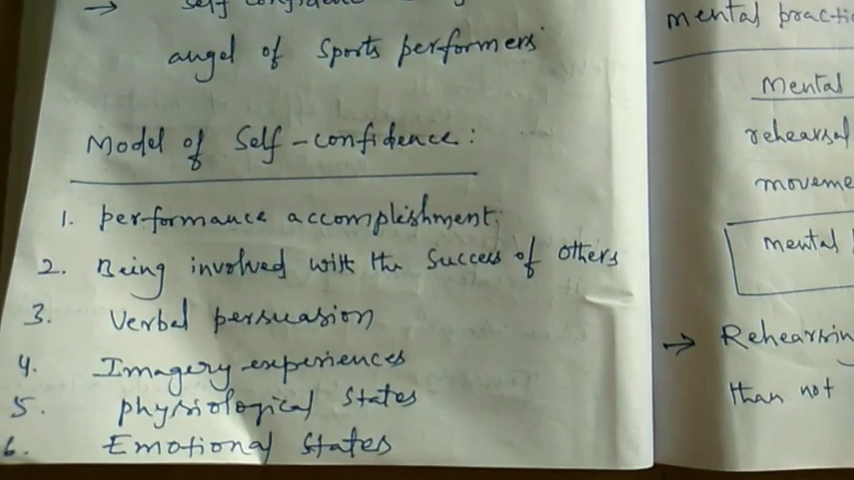 → Self confidence
angel of Sports performers
Model of Self-confidence:
1. performance accomplishment:
2. Being involved with the Success of others
3. Verbal persuasion
4. Imagery experiences
5. physiological States
6. Emotional States
mental practic
Mental
rehearsal
moveme
mental
→ Rehearsin
than not